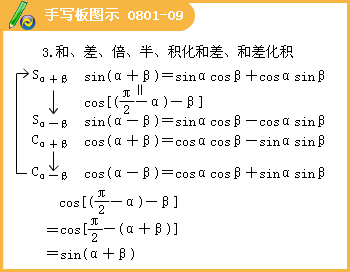 手写板图示 0801-09
3.和、差、倍、半、积化和差、和差化积
Sα+β sin(α+β)=sinαcosβ+cosαsinβ
‖
cos[(π/2-α)-β]
Sα-β sin(α-β)=sinαcosβ-cosαsinβ
Cα+β cos(α+β)=cosαcosβ-sinαsinβ
Cα-β cos(α-β)=cosαcosβ+sinαsinβ
cos[(π/2-α)-β]
=cos[π/2-(α+β)]
=sin(α+β)